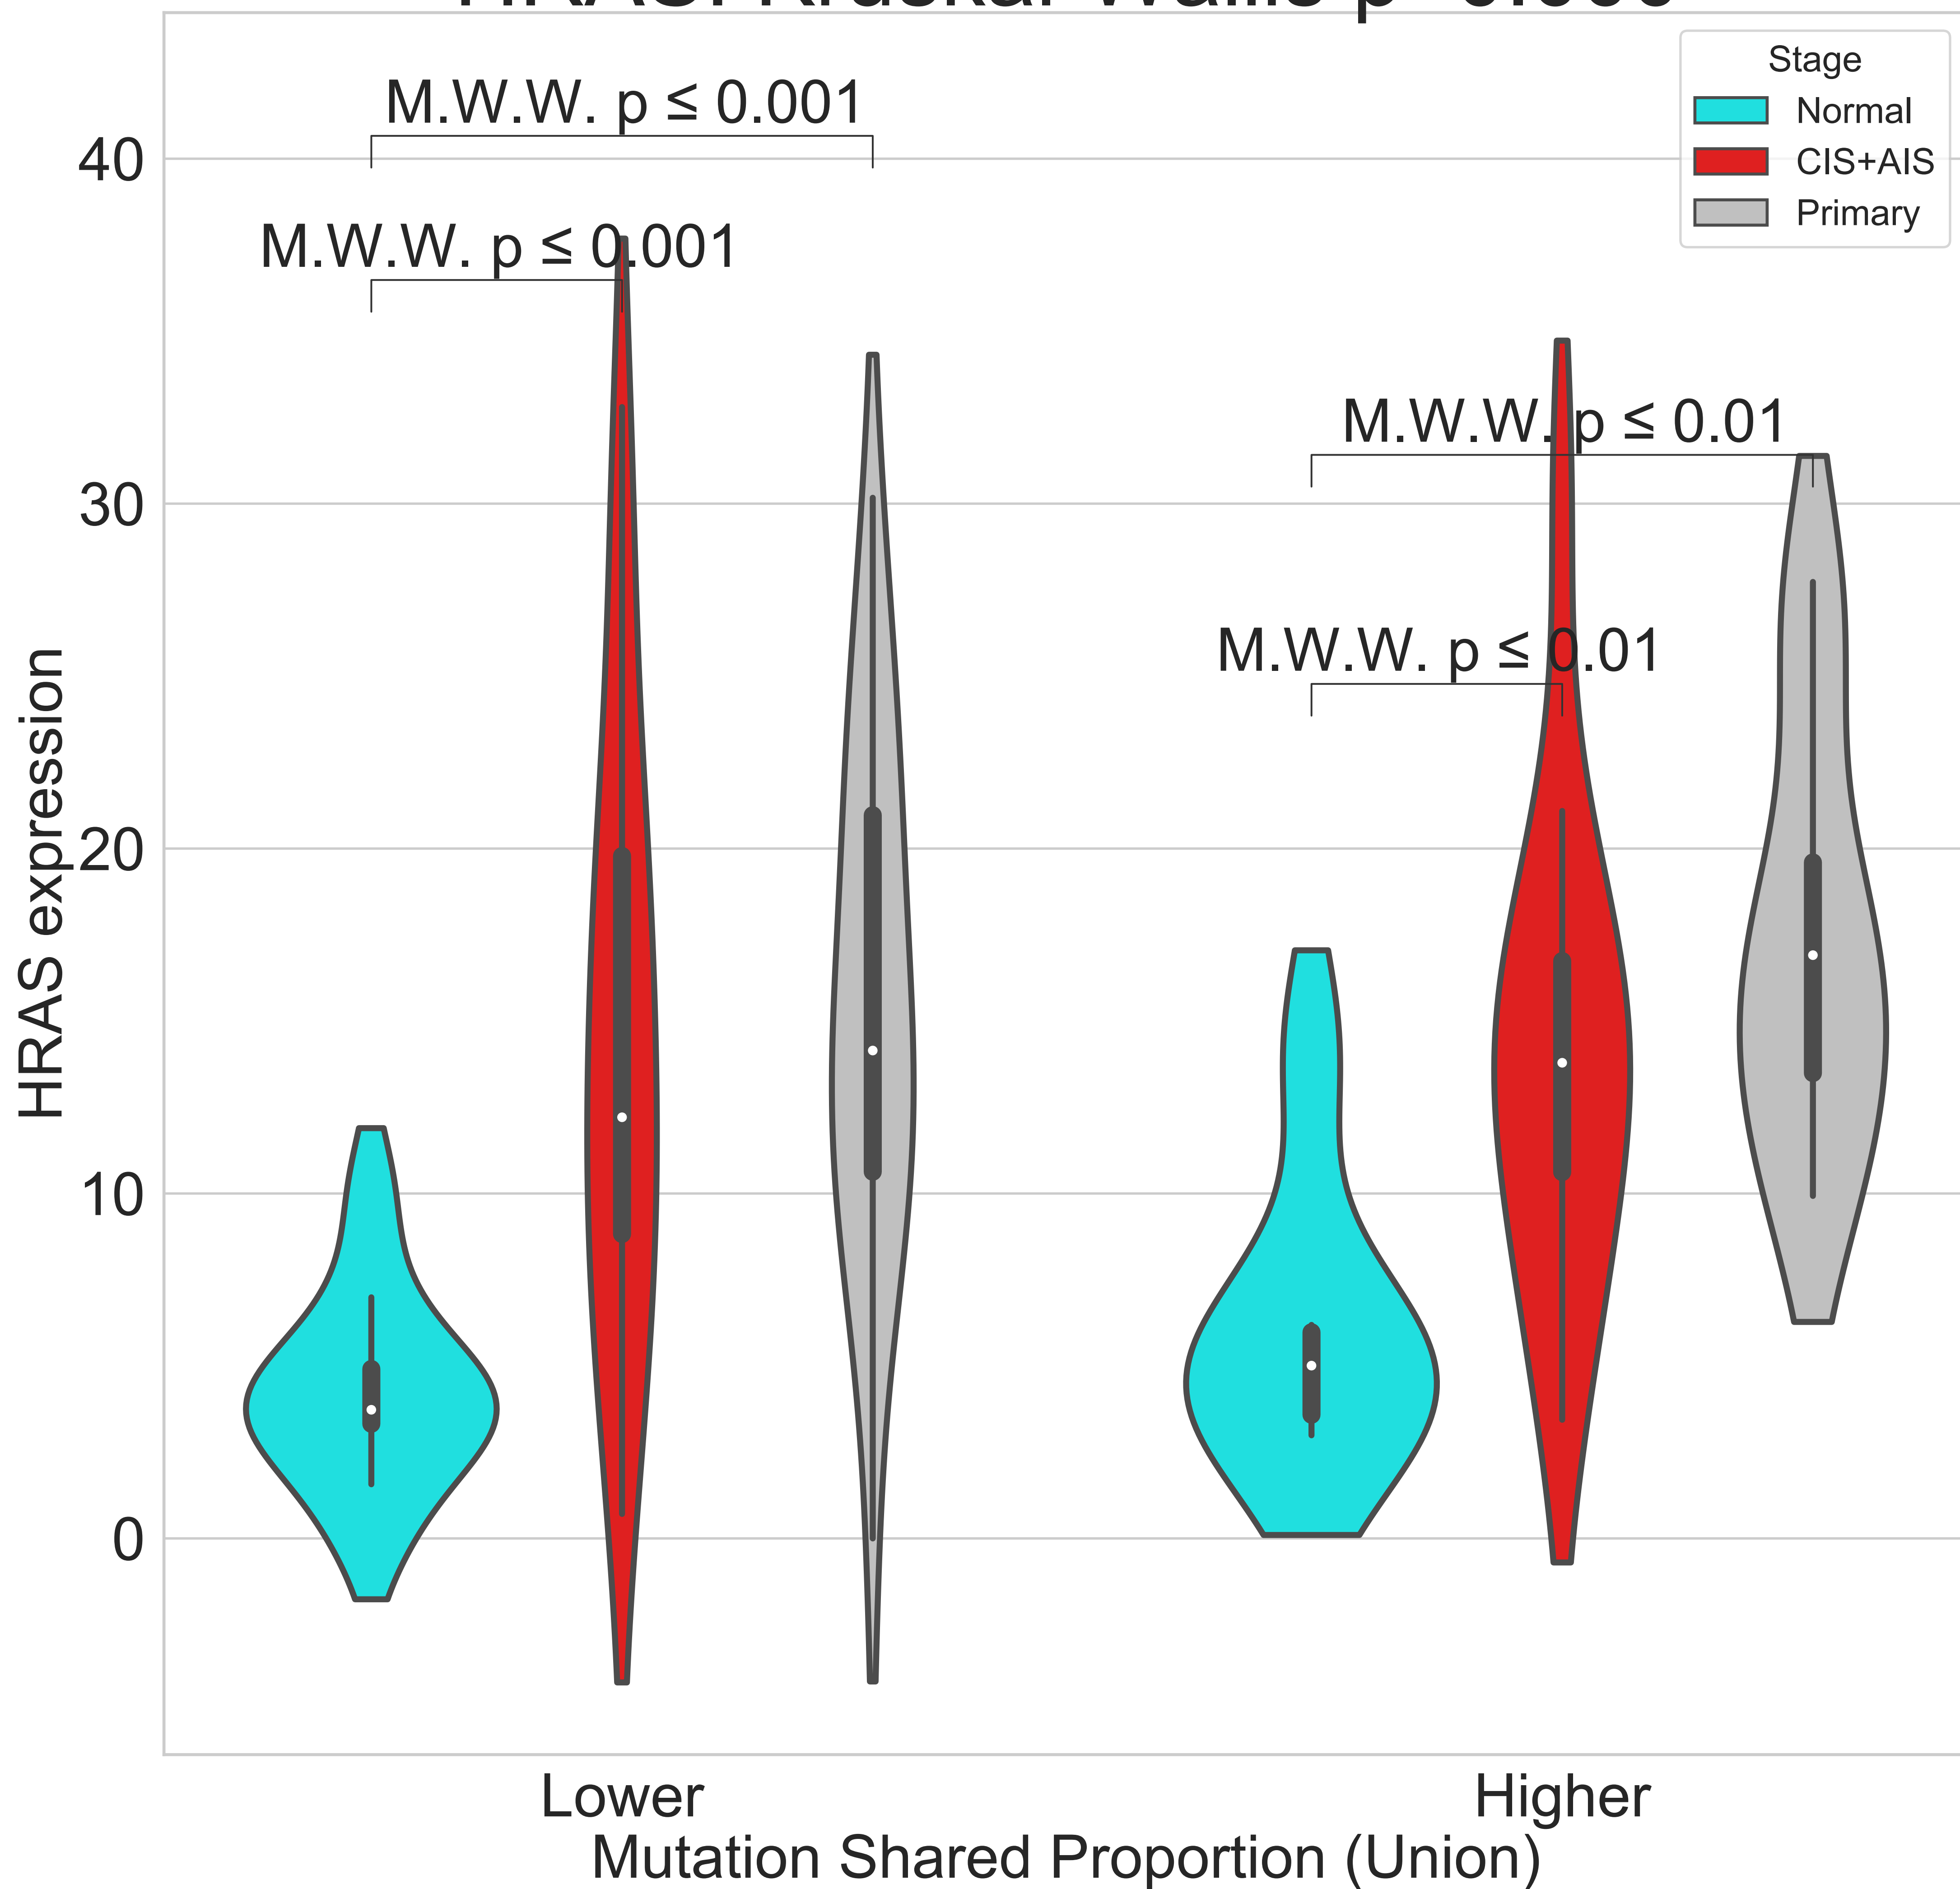 Stage
Normal
CIS+AIS
Primary
M.W.W. p ≤ 0.001
M.W.W. p ≤ 0.001
M.W.W. p ≤ 0.01
M.W.W. p ≤ 0.01
40
30
20
10
0
HRAS expression
Lower
Higher
Mutation Shared Proportion (Union)